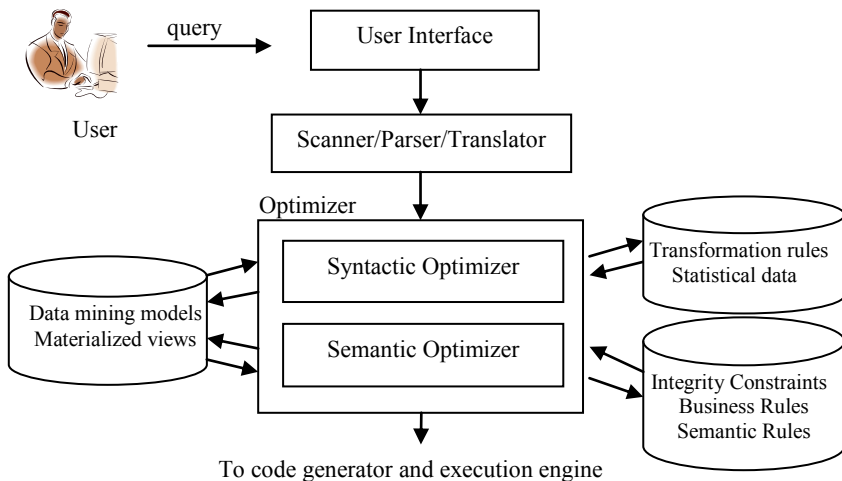 query
User Interface
User
Scanner/Parser/Translator
Optimizer
Syntactic Optimizer
Transformation rules
Statistical data
Data mining models
Materialized views
Semantic Optimizer
Integrity Constraints
Business Rules
Semantic Rules
To code generator and execution engine